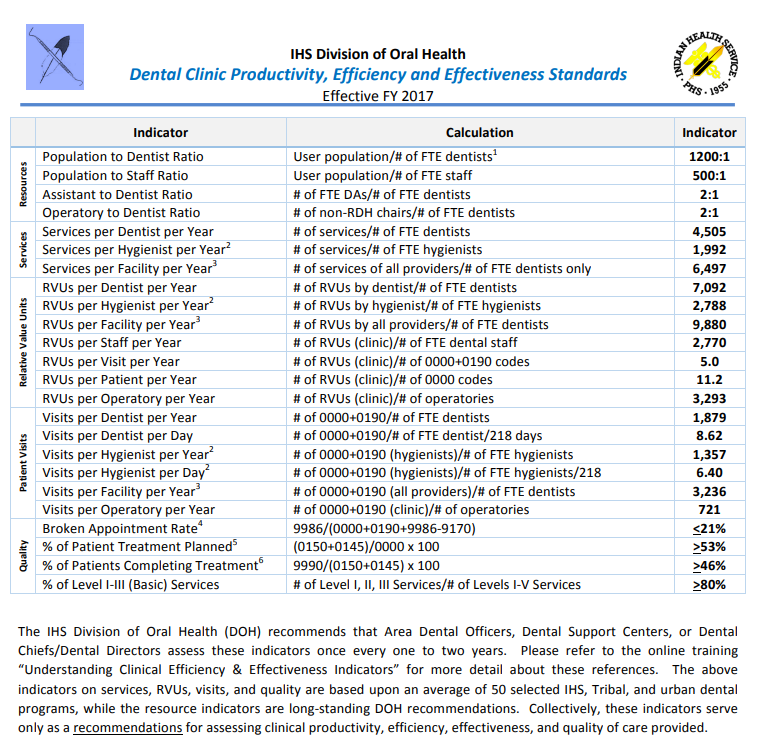 INDIAN HEALTH SERVICE
PHS · 1955
IHS Division of Oral Health
Dental Clinic Productivity, Efficiency and Effectiveness Standards
Effective FY 2017
Indicator Calculation Indicator
Resources
Population to Dentist Ratio User population/# of FTE dentists¹ 1200:1
Population to Staff Ratio User population/# of FTE staff 500:1
Assistant to Dentist Ratio # of FTE DAs/# of FTE dentists 2:1
Operatory to Dentist Ratio # of non-RDH chairs/# of FTE dentists 2:1
Services
Services per Dentist per Year # of services/# of FTE dentists 4,505
Services per Hygienist per Year² # of services/# of FTE hygienists 1,992
Services per Facility per Year³ # of services of all providers/# of FTE dentists only 6,497
Relative Value Units
RVUs per Dentist per Year # of RVUs by dentist/# of FTE dentists 7,092
RVUs per Hygienist per Year² # of RVUs by hygienist/# of FTE hygienists 2,788
RVUs per Facility per Year³ # of RVUs by all providers/# of FTE dentists 9,880
RVUs per Staff per Year # of RVUs (clinic)/# of FTE dental staff 2,770
RVUs per Visit per Year # of RVUs (clinic)/# of 0000+0190 codes 5.0
RVUs per Patient per Year # of RVUs (clinic)/# of 0000 codes 11.2
RVUs per Operatory per Year # of RVUs (clinic)/# of operatories 3,293
Patient Visits
Visits per Dentist per Year # of 0000+0190/# of FTE dentists 1,879
Visits per Dentist per Day # of 0000+0190/# of FTE dentist/218 days 8.62
Visits per Hygienist per Year² # of 0000+0190 (hygienists)/# of FTE hygienists 1,357
Visits per Hygienist per Day² # of 0000+0190 (hygienists)/# of FTE hygienists/218 6.40
Visits per Facility per Year³ # of 0000+0190 (all providers)/# of FTE dentists 3,236
Visits per Operatory per Year # of 0000+0190 (clinic)/# of operatories 721
Quality
Broken Appointment Rate⁴ 9986/(0000+0190+9986-9170) <21%
% of Patient Treatment Planned⁵ (0150+0145)/0000 x 100 >53%
% of Patients Completing Treatment⁶ 9990/(0150+0145) x 100 >46%
% of Level I-III (Basic) Services # of Level I, II, III Services/# of Levels I-V Services >80%
The IHS Division of Oral Health (DOH) recommends that Area Dental Officers, Dental Support Centers, or Dental
Chiefs/Dental Directors assess these indicators once every one to two years. Please refer to the online training
“Understanding Clinical Efficiency & Effectiveness Indicators” for more detail about these references. The above
indicators on services, RVUs, visits, and quality are based upon an average of 50 selected IHS, Tribal, and urban dental
programs, while the resource indicators are long-standing DOH recommendations. Collectively, these indicators serve
only as a recommendations for assessing clinical productivity, efficiency, effectiveness, and quality of care provided.